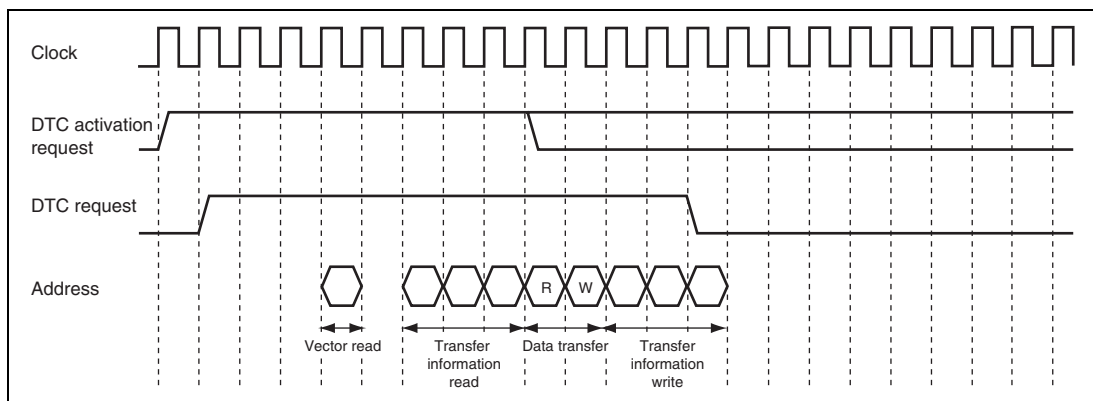 Clock
DTC activation
request
DTC request
Address
R
W
Vector read
Transfer
information
read
Data transfer
Transfer
information
write